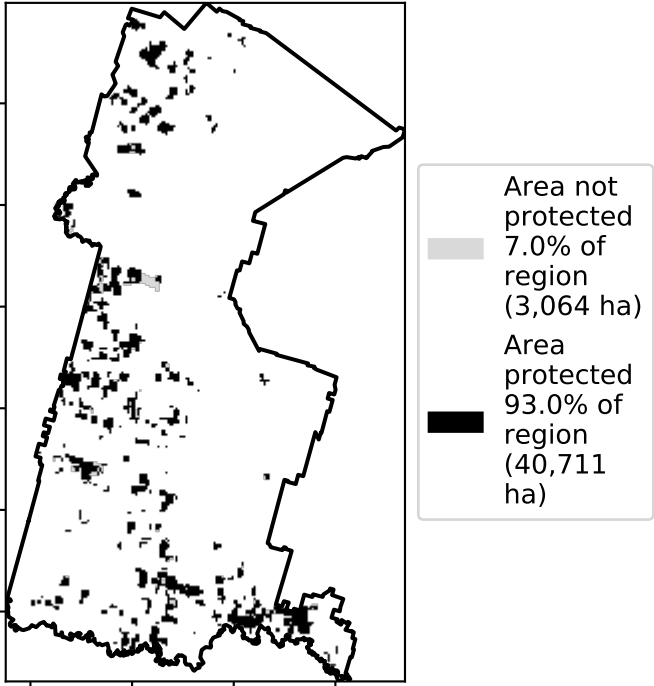 Area not
protected
7.0% of
region
(3,064 ha)
Area
protected
93.0% of
region
(40,711
ha)